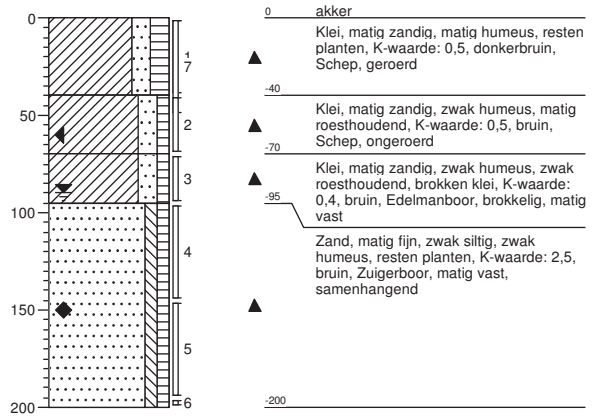 0
50
100
150
200
1
7
2
3
4
5
6
0 akker
Klei, matig zandig, matig humeus, resten
planten, K-waarde: 0,5, donkerbruin,
Schep, geroerd
-40
Klei, matig zandig, zwak humeus, matig
roesthoudend, K-waarde: 0,5, bruin,
Schep, ongeroerd
-70
Klei, matig zandig, zwak humeus, zwak
roesthoudend, brokken klei, K-waarde:
0,4, bruin, Edelmanboor, brokkelig, matig
vast
-95
Zand, matig fijn, zwak siltig, zwak
humeus, resten planten, K-waarde: 2,5,
bruin, Zuigerboor, matig vast,
samenhangend
-200